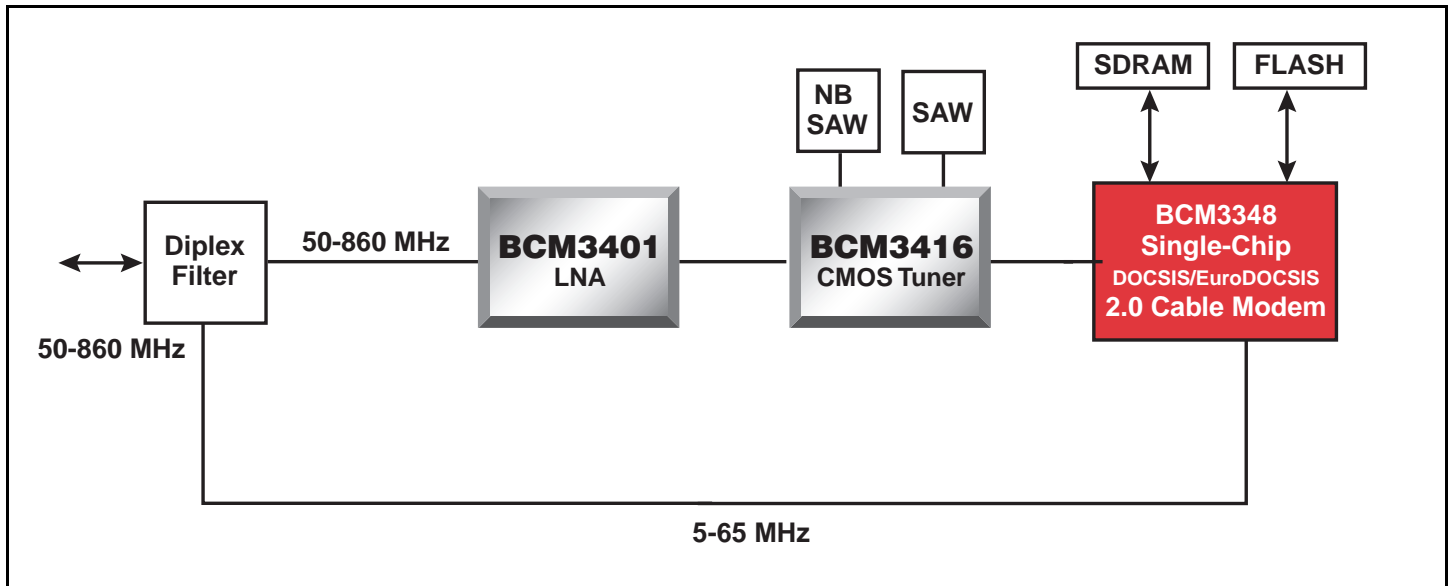 SDRAM
FLASH
NB
SAW
SAW
Diplex
Filter
50-860 MHz
50-860 MHz
BCM3401
LNA
BCM3416
CMOS Tuner
BCM3348
Single-Chip
DOCSIS/EuroDOCSIS
2.0 Cable Modem
5-65 MHz